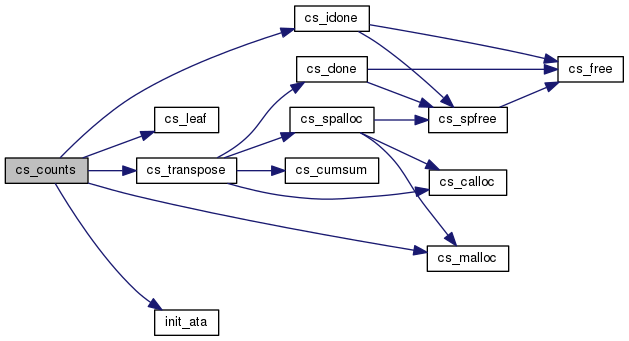 cs_idone
cs_done
cs_free
cs_leaf
cs_spalloc
cs_spfree
cs_counts
cs_transpose
cs_cumsum
cs_calloc
cs_malloc
init_ata